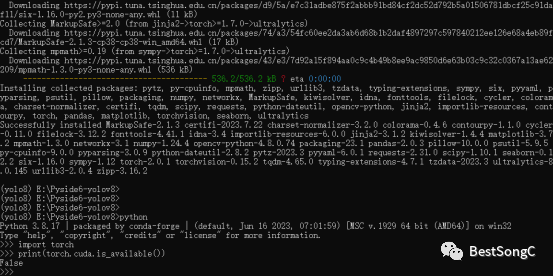 Downloading https://pypi.tuna.tsinghua.edu.cn/packages/d9/5a/e7c31adbe875f2abbb91bd84cf2dc52d792b5a01506781dbcf25c91da
f11/six-1.16.0-py2.py3-none-any.whl (11 kB)
Collecting MarkupSafe>=2.0 (from jinja2->torch>=1.7.0->ultralytics)
Downloading https://pypi.tuna.tsinghua.edu.cn/packages/74/a3/54fc60ee2da3ab6d68b1b2daf4897297c597840212ee126e68a4eb89f
cd7/MarkupSafe-2.1.3-cp38-cp38-win_amd64.whl (17 kB)
Collecting mpmath>=0.19 (from sympy->torch>=1.7.0->ultralytics)
Downloading https://pypi.tuna.tsinghua.edu.cn/packages/43/e3/7d92a15f894aa0c9c4b49b8ee9ac9850d6e63b03c9c32c0367a13ae62
209/mpmath-1.3.0-py3-none-any.whl (536 kB)
536.2/536.2 kB ? eta 0:00:00
Installing collected packages: pytz, py-cpuinfo, mpmath, zipp, urllib3, tzdata, typing-extensions, sympy, six, pyyaml,
pyparsing, psutil, pillow, packaging, numpy, networkx, MarkupSafe, kiwisolver, idna, fonttools, filelock, cycler, colora
ma, charset-normalizer, certifi, tqdm, scipy, requests, python-dateutil, opencv-python, jinja2, importlib-resources, con
tourpy, torch, pandas, matplotlib, torchvision, seaborn, ultralytics
Successfully installed MarkupSafe-2.1.3 certifi-2023.7.22 charset-normalizer-3.2.0 colorama-0.4.6 contourpy-1.1.0 cycler
-0.11.0 filelock-3.12.2 fonttools-4.41.1 idna-3.4 importlib-resources-6.0.0 jinja2-3.1.2 kiwisolver-1.4.4 matplotlib-3.7
.2 mpmath-1.3.0 networkx-3.1 numpy-1.24.4 opencv-python-4.8.0.74 packaging-23.1 pandas-2.0.3 pillow-10.0.0 psutil-5.9.5
py-cpuinfo-9.0.0 pyparsing-3.0.9 python-dateutil-2.8.2 pytz-2023.3 pyyaml-6.0.1 requests-2.31.0 scipy-1.10.1 seaborn-0.1
2.2 six-1.16.0 sympy-1.12 torch-2.0.1 torchvision-0.15.2 tqdm-4.65.0 typing-extensions-4.7.1 tzdata-2023.3 ultralytics-8
.0.145 urllib3-2.0.4 zipp-3.16.2
(yolo8) E:\Pyside6-yolov8>
(yolo8) E:\Pyside6-yolov8>
(yolo8) E:\Pyside6-yolov8>python
Python 3.8.17 | packaged by conda-forge | (default, Jun 16 2023, 07:01:59) [MSC v.1929 64 bit (AMD64)] on win32
Type "help", "copyright", "credits" or "license" for more information.
>>> import torch
>>> print(torch.cuda.is_available())
False
>>>
BestSongC